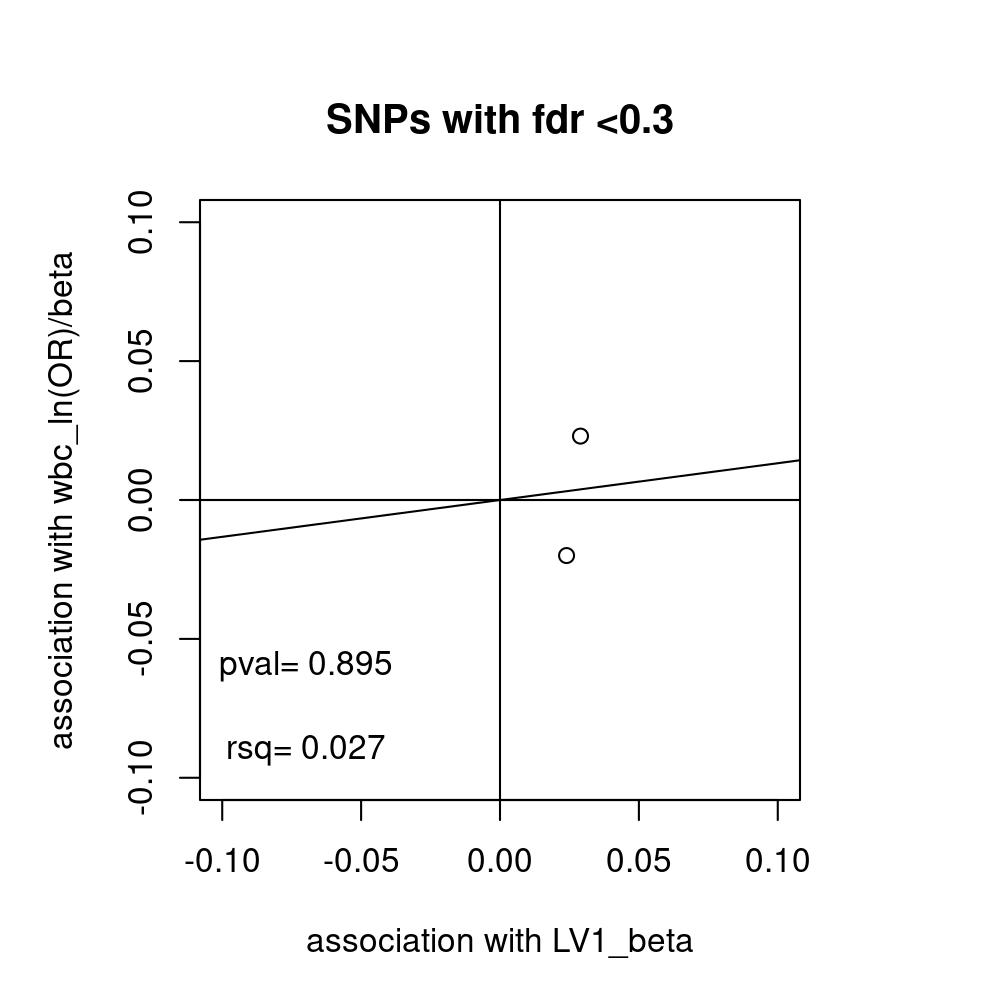 SNPs with fdr <0.3
association with wbc_ln(OR)/beta
0.10
0.05
0.00
-0.05
-0.10
pval= 0.895
rsq= 0.027
-0.10 -0.05 0.00 0.05 0.10
association with LV1_beta